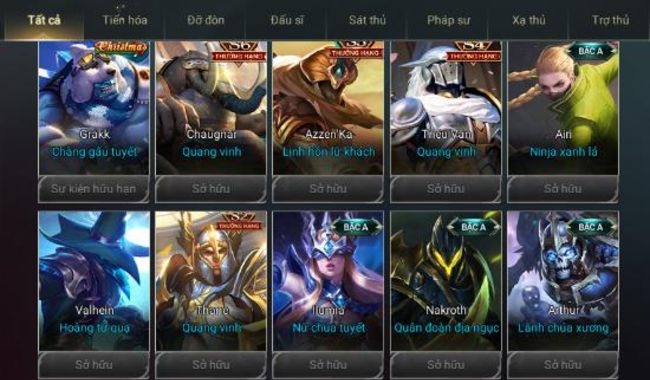 Tất cả
Tiến hóa
Đỡ đòn
Đấu sĩ
Sát thủ
Pháp sư
Xạ thủ
Trợ thủ
Christmas
S6
THƯỞNG HẠNG
S5
THƯỞNG HẠNG
S4
THƯỞNG HẠNG
BẬC A
Grakk
Chaugnar
Azzen'Ka
Triệu Vân
Airi
Chàng gấu tuyết
Quang vinh
Linh hồn lữ khách
Quang vinh
Ninja xanh lá
Sự kiện hữu hạn
Sở hữu
Sở hữu
Sở hữu
Sở hữu
S2
THƯỞNG HẠNG
BẬC A
BẬC A
BẬC A
Valhein
Thane
Ilumia
Nakroth
Arthur
Hoàng tử quạ
Quang vinh
Nữ chúa tuyết
Quân đoàn địa ngục
Lãnh chúa xương
Sở hữu
Sở hữu
Sở hữu
Sở hữu
Sở hữu